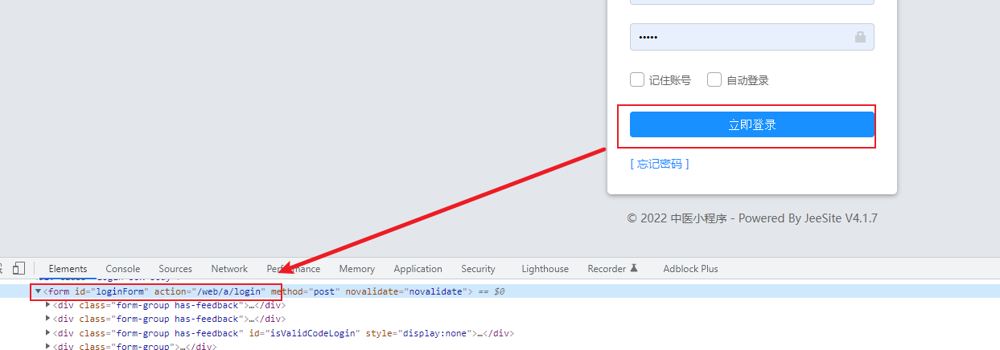 •••••
记住账号 自动登录
立即登录
[ 忘记密码 ]
© 2022 中医小程序 - Powered By JeeSite V4.1.7
Elements Console Sources Network Performance Memory Application Security Lighthouse Recorder Adblock Plus
<form id="loginForm" action="/web/a/login" method="post" novalidate="novalidate"> == $0
<div class="form-group has-feedback">…</div>
<div class="form-group has-feedback">…</div>
<div class="form-group has-feedback" id="isValidCodeLogin" style="display:none">…</div>
<div class="form-group">…</div>